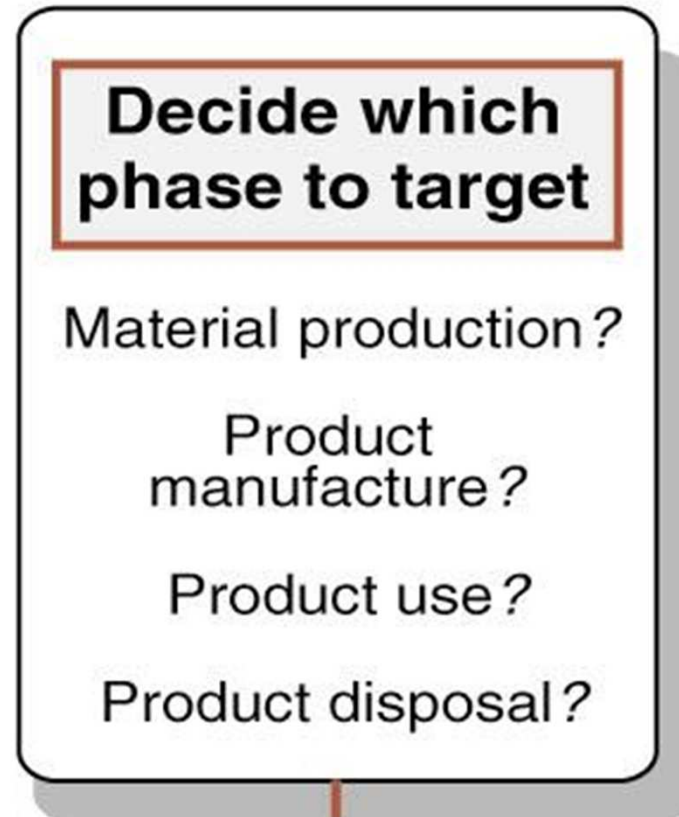 Decide which
phase to target
Material production?
Product
manufacture?
Product use?
Product disposal?